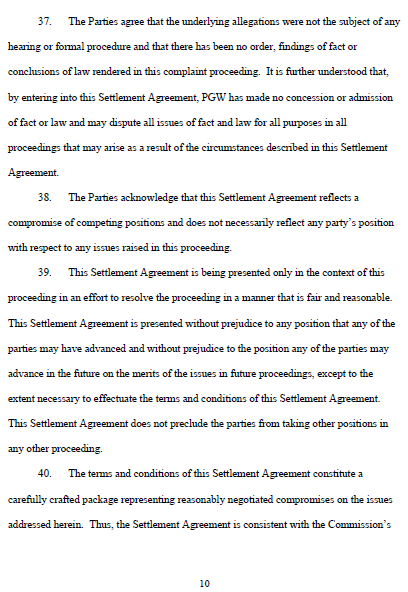 37. The Parties agree that the underlying allegations were not the subject of any
hearing or formal procedure and that there has been no order, findings of fact or
conclusions of law rendered in this complaint proceeding. It is further understood that,
by entering into this Settlement Agreement, PGW has made no concession or admission
of fact or law and may dispute all issues of fact and law for all purposes in all
proceedings that may arise as a result of the circumstances described in this Settlement
Agreement.
38. The Parties acknowledge that this Settlement Agreement reflects a
compromise of competing positions and does not necessarily reflect any party's position
with respect to any issues raised in this proceeding.
39. This Settlement Agreement is being presented only in the context of this
proceeding in an effort to resolve the proceeding in a manner that is fair and reasonable.
This Settlement Agreement is presented without prejudice to any position that any of the
parties may have advanced and without prejudice to the position any of the parties may
advance in the future on the merits of the issues in future proceedings, except to the
extent necessary to effectuate the terms and conditions of this Settlement Agreement.
This Settlement Agreement does not preclude the parties from taking other positions in
any other proceeding.
40. The terms and conditions of this Settlement Agreement constitute a
carefully crafted package representing reasonably negotiated compromises on the issues
addressed herein. Thus, the Settlement Agreement is consistent with the Commission's
10